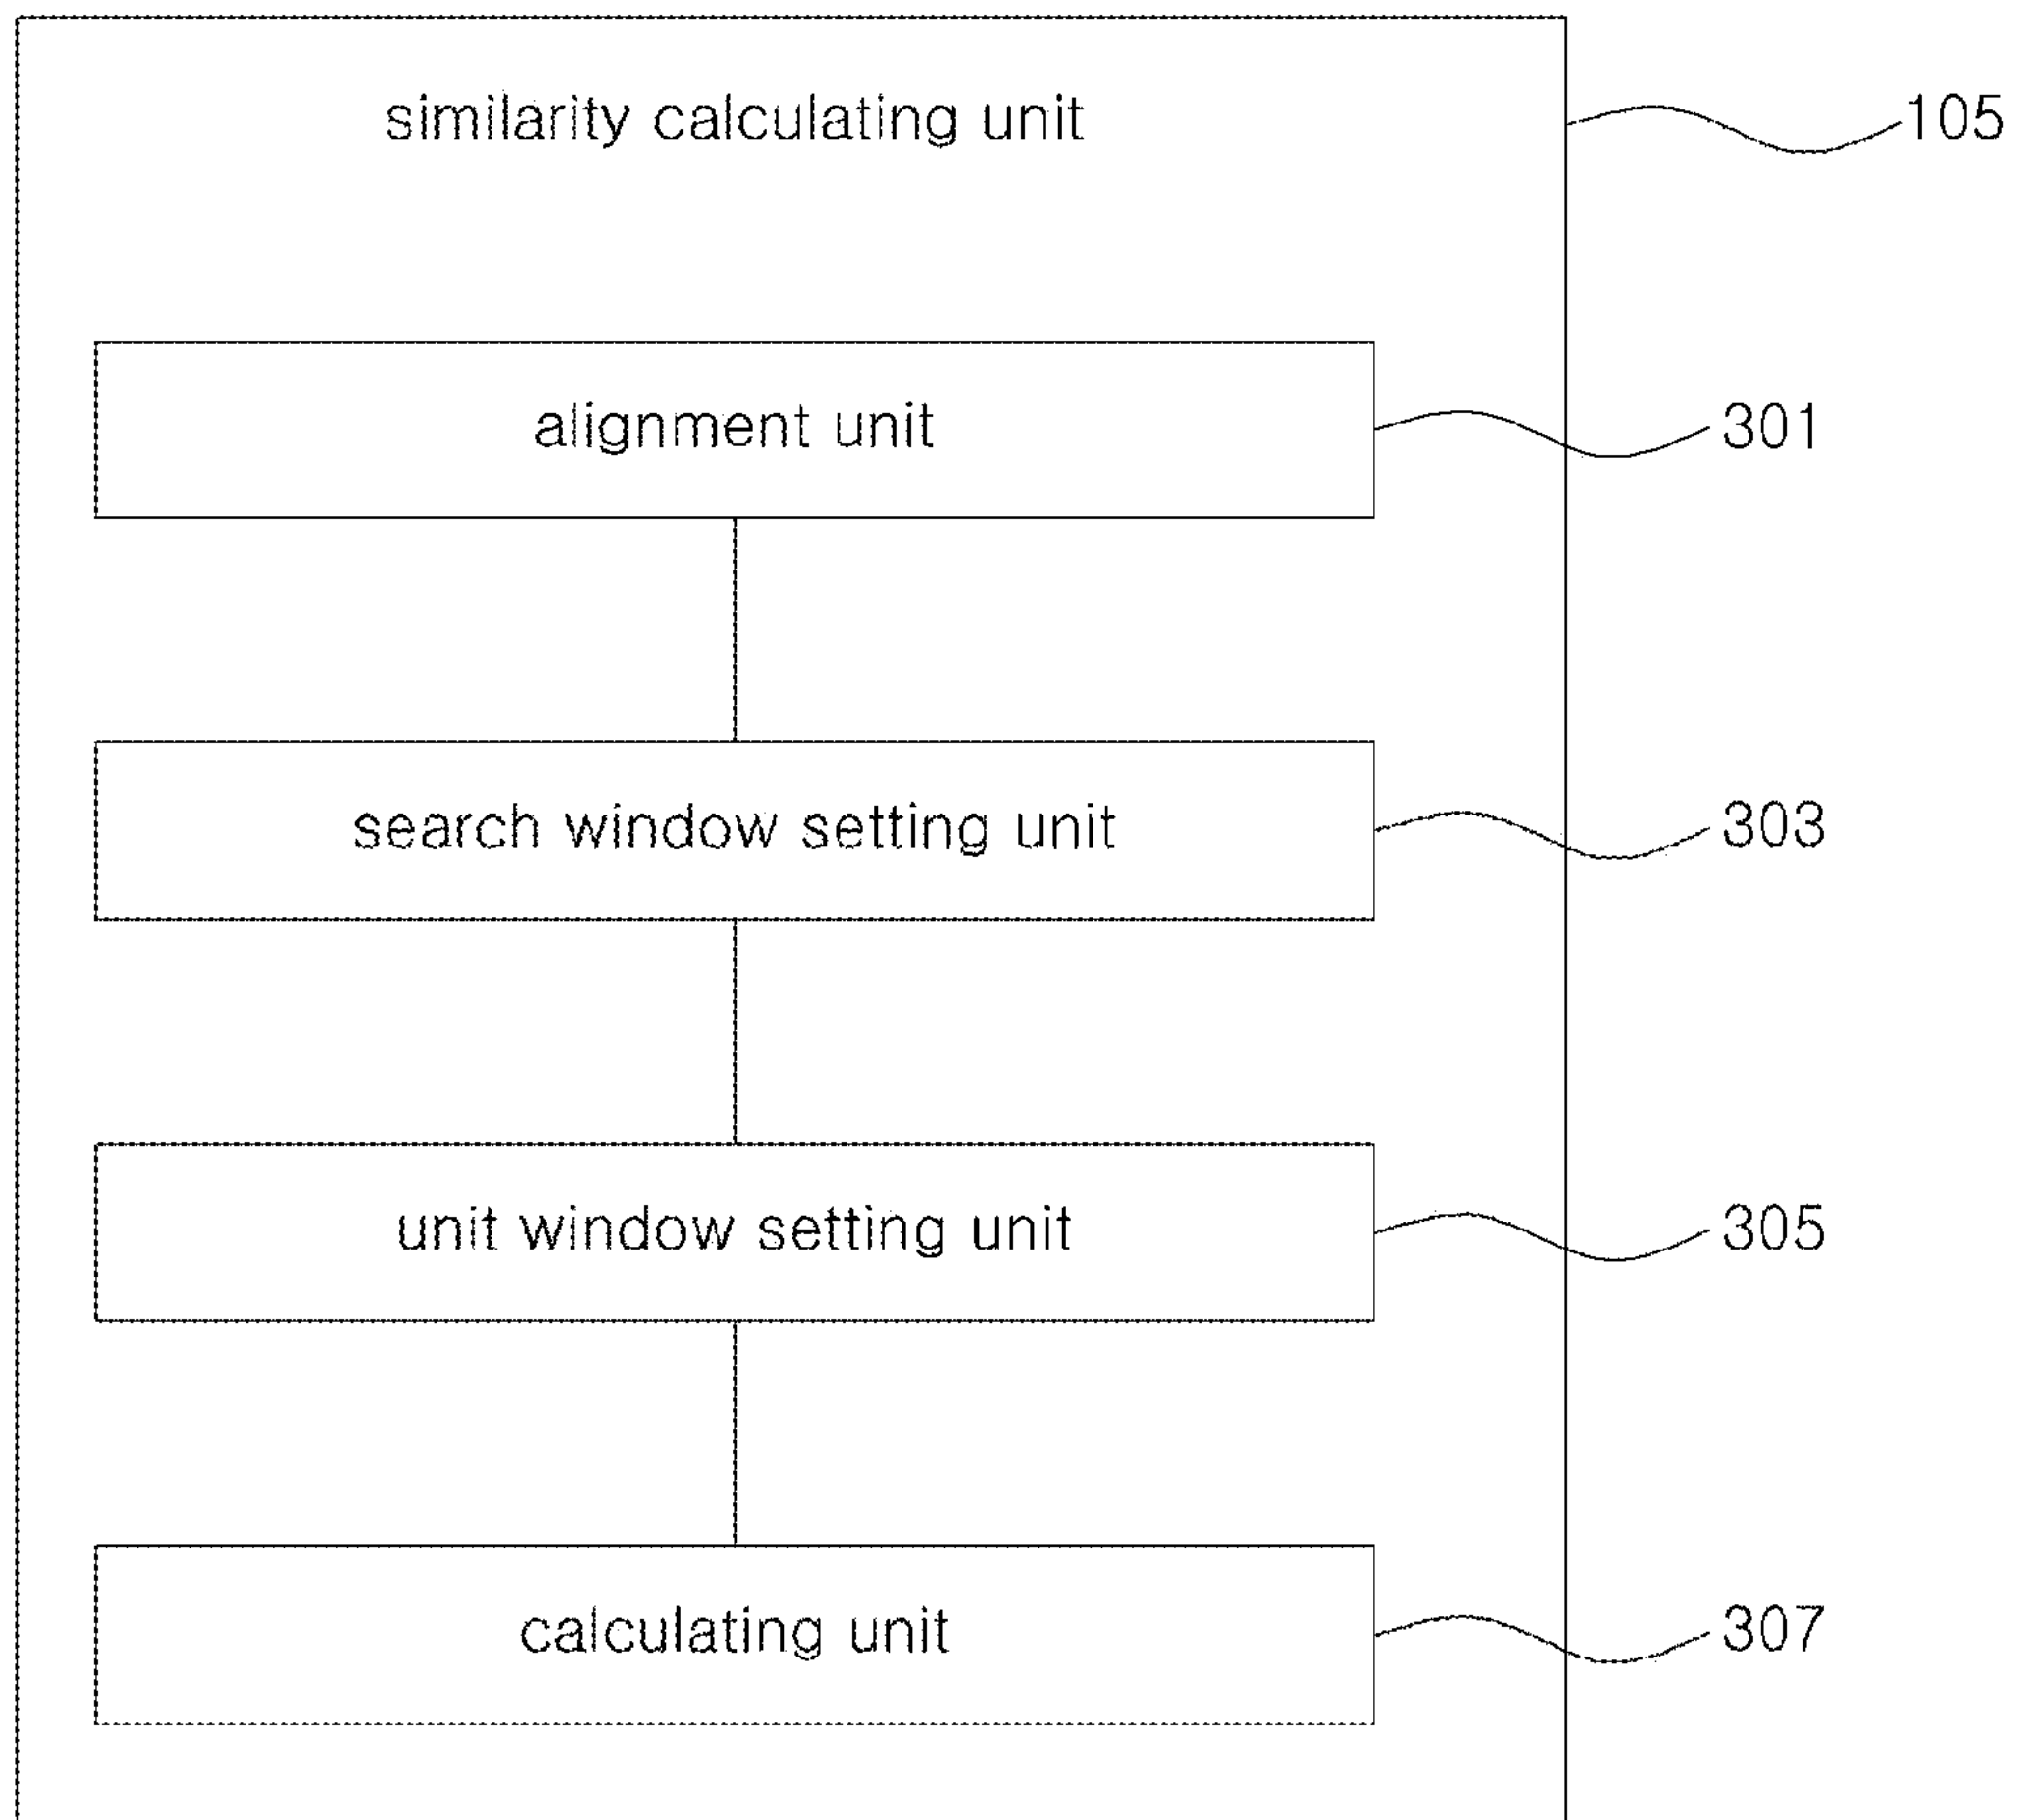 similarity calculating unit 105
alignment unit 301
search window setting unit 303
unit window setting unit 305
calculating unit 307